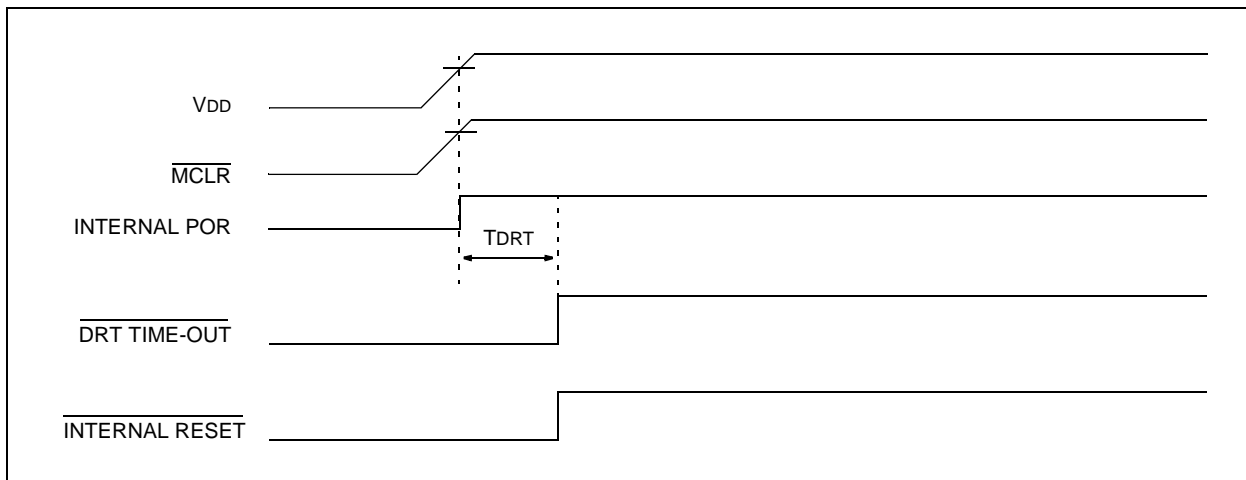 VDD
MCLR
INTERNAL POR
TDRT
DRT TIME-OUT
INTERNAL RESET